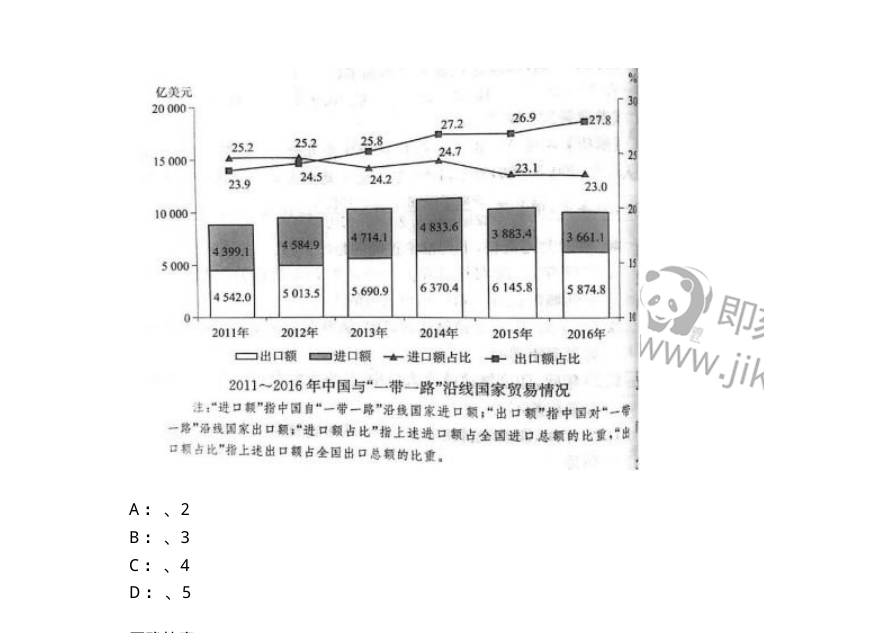 亿美元
%
20 000
30
15 000
25
10 000
20
5 000
15
0
10
25.2
25.2
25.8
27.2
26.9
27.8
23.9
24.5
24.2
24.7
23.1
23.0
4 399.1
4 584.9
4 714.1
4 833.6
3 883.4
3 661.1
4 542.0
5 013.5
5 690.9
6 370.4
6 145.8
5 874.8
2011年 2012年 2013年 2014年 2015年 2016年
出口额 进口额 进口额占比 出口额占比
2011～2016年中国与“一带一路”沿线国家贸易情况
注：“进口额”指中国自“一带一路”沿线国家进口额；“出口额”指中国对“一带
一路”沿线国家出口额；“进口额占比”指上述进口额占全国进口总额的比重，“出
口额占比”指上述出口额占全国出口总额的比重。
即
www.jik
A： 、2
B： 、3
C： 、4
D： 、5